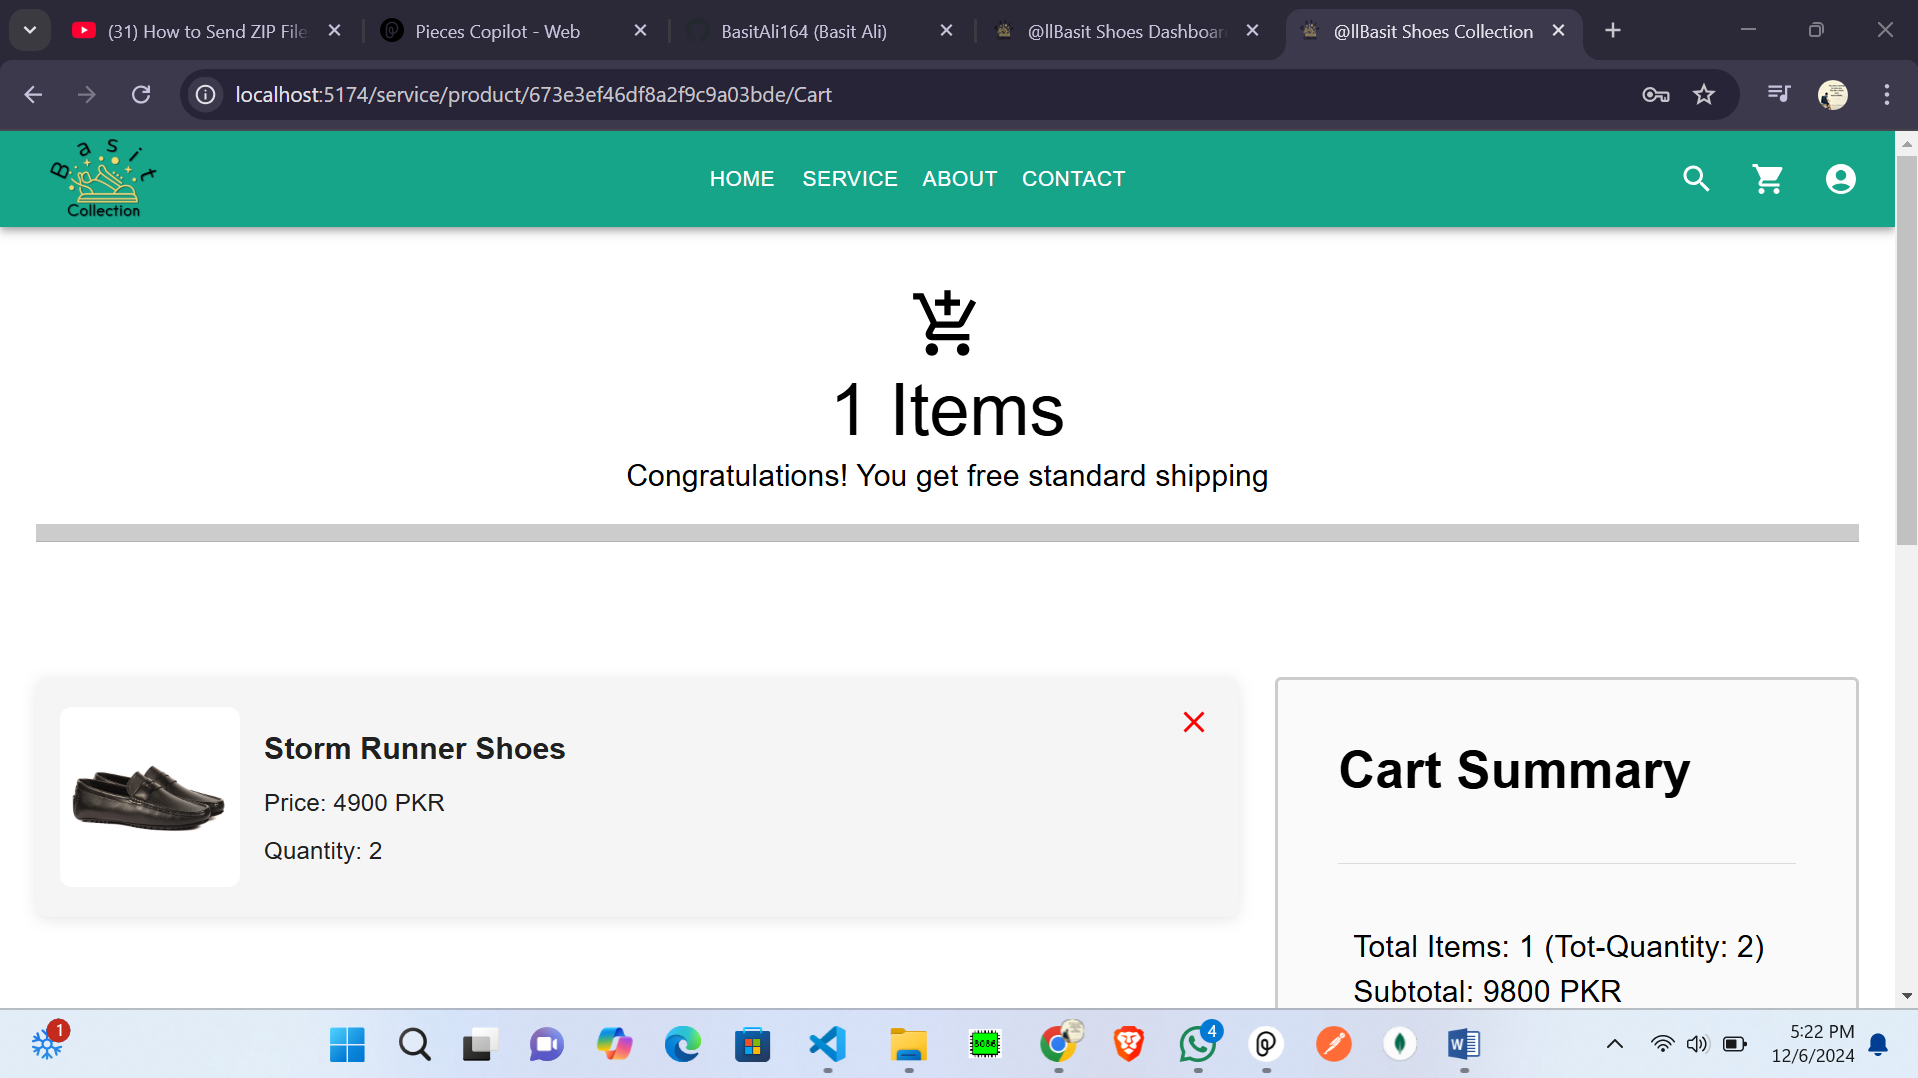 (31) How to Send ZIP File
Pieces Copilot - Web
BasitAli164 (Basit Ali)
@llBasit Shoes Dashboar
@llBasit Shoes Collection
localhost:5174/service/product/673e3ef46df8a2f9c9a03bde/Cart
Basit
Collection
HOME SERVICE ABOUT CONTACT
1 Items
Congratulations! You get free standard shipping
Storm Runner Shoes
Price: 4900 PKR
Quantity: 2
Cart Summary
Total Items: 1 (Tot-Quantity: 2)
Subtotal: 9800 PKR
1
8086
4
5:22 PM
12/6/2024